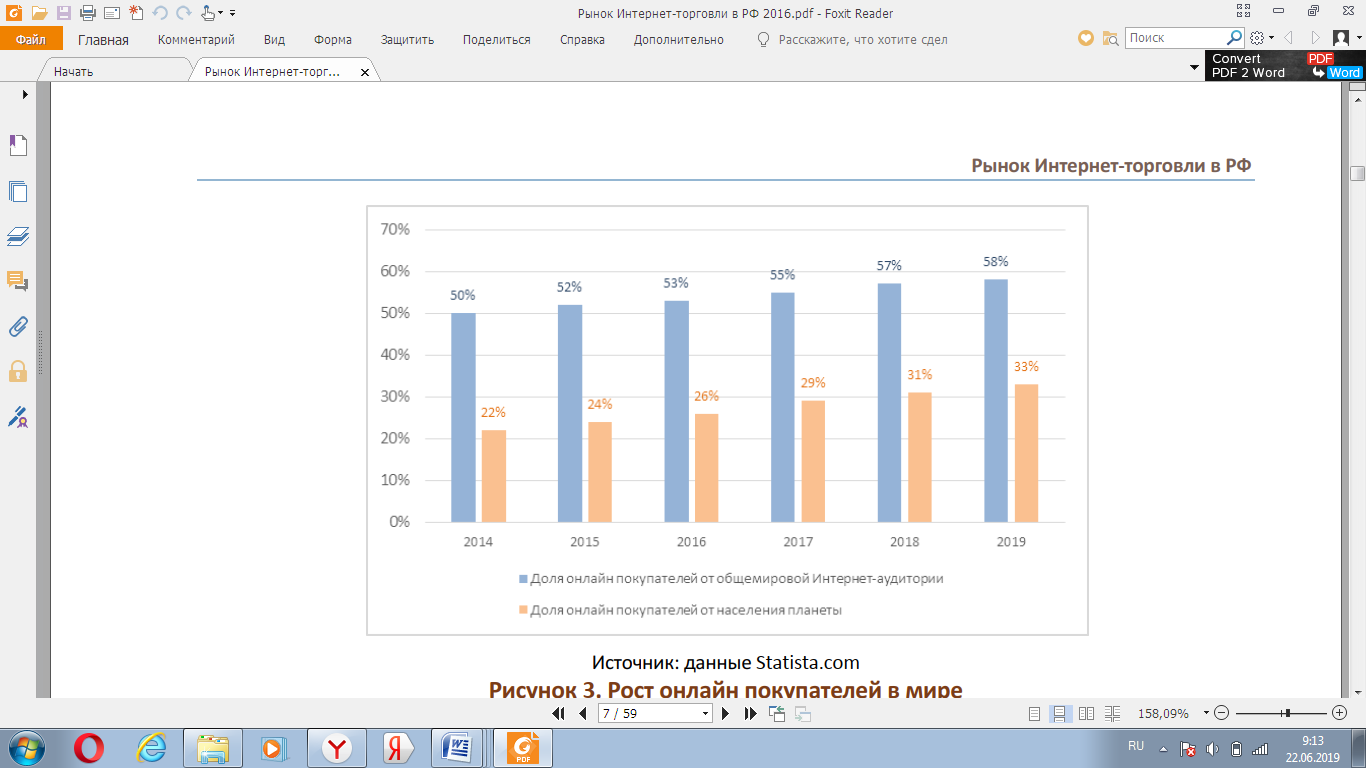 Рынок Интернет-торговли в РФ 2016.pdf - Foxit Reader
Файл Главная Комментарий Вид Форма Защитить Поделиться Справка Дополнительно Расскажите, что хотите сдел Поиск
Начать Рынок Интернет-торг...
Convert PDF
PDF 2 Word Word
Рынок Интернет-торговли в РФ
70%
60%
50%
40%
30%
20%
10%
0%
50% 52% 53% 55% 57% 58%
22% 24% 26% 29% 31% 33%
2014 2015 2016 2017 2018 2019
Доля онлайн покупателей от общемировой Интернет-аудитории
Доля онлайн покупателей от населения планеты
Источник: данные Statista.com
Рисунок 3. Рост онлайн покупателей в мире
7 / 59 158,09%
RU 9:13
22.06.2019
PDF